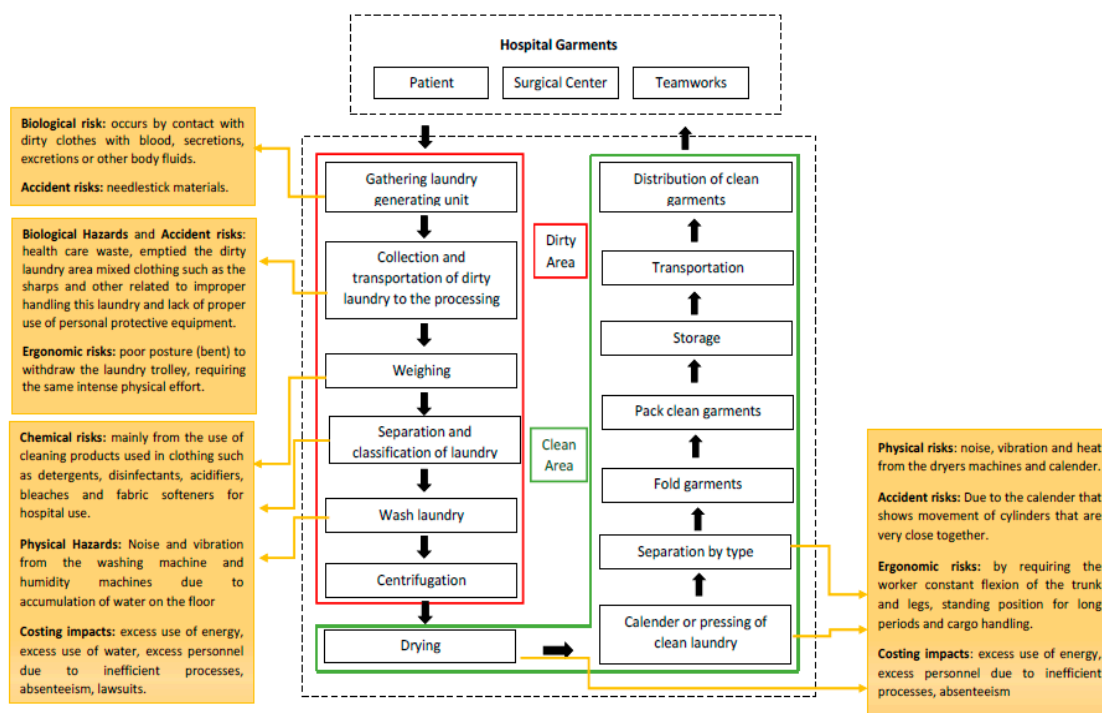 Hospital Garments
Patient
Surgical Center
Teamworks
Biological risk: occurs by contact with
dirty clothes with blood, secretions,
excretions or other body fluids.
Accident risks: needlestick materials.
Biological Hazards and Accident risks:
health care waste, emptied the dirty
laundry area mixed clothing such as the
sharps and other related to improper
handling this laundry and lack of proper
use of personal protective equipment.
Ergonomic risks: poor posture (bent) to
withdraw the laundry trolley, requiring
the same intense physical effort.
Chemical risks: mainly from the use of
cleaning products used in clothing such
as detergents, disinfectants, acidifiers,
bleaches and fabric softeners for
hospital use.
Physical Hazards: Noise and vibration
from the washing machine and
humidity machines due to
accumulation of water on the floor
Costing impacts: excess use of energy,
excess use of water, excess personnel
due to inefficient processes,
absenteeism, lawsuits.
Gathering laundry
generating unit
Collection and
transportation of dirty
laundry to the processing
Weighing
Separation and
classification of laundry
Wash laundry
Centrifugation
Drying
Dirty
Area
Clean
Area
Distribution of clean
garments
Transportation
Storage
Pack clean garments
Fold garments
Separation by type
Calender or pressing of
clean laundry
Physical risks: noise, vibration and heat
from the dryers machines and calender.
Accident risks: Due to the calender that
shows movement of cylinders that are
very close together.
Ergonomic risks: by requiring the
worker constant flexion of the trunk
and legs, standing position for long
periods and cargo handling.
Costing impacts: excess use of energy,
excess personnel due to inefficient
processes, absenteeism